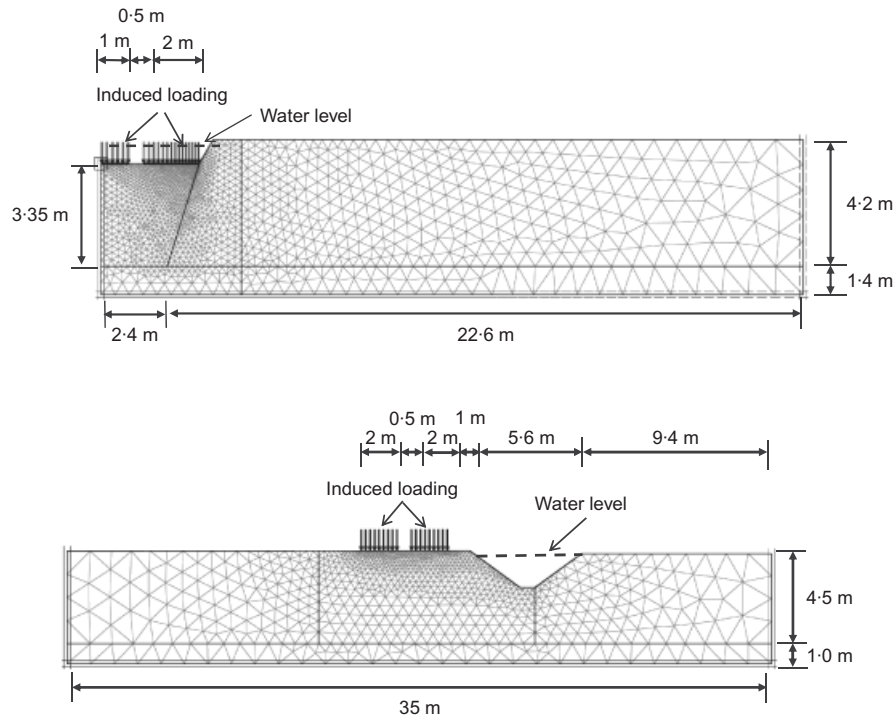 0·5 m
1 m 2 m
Induced loading
Water level
3·35 m
4·2 m
1·4 m
2·4 m
22·6 m
0·5 m 1 m
2 m 2 m 5·6 m 9·4 m
Induced loading
Water level
4·5 m
1·0 m
35 m